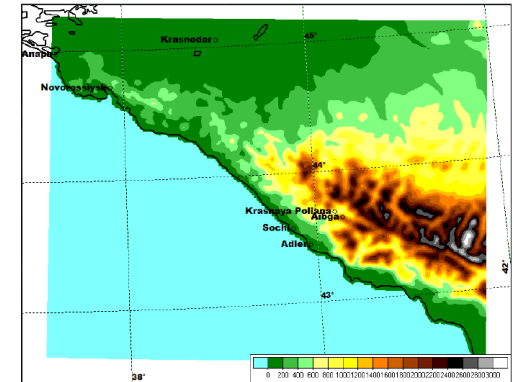 45°
Krasnodar
Anapa
Novorossiysk
44°
Krasnaya Poliana
Aibga
Sochi
Adler
42°
43°
38°
0 200 400 600 800 1000 1200 1400 1600 1800 2000 2200 2400 2600 2800 3000